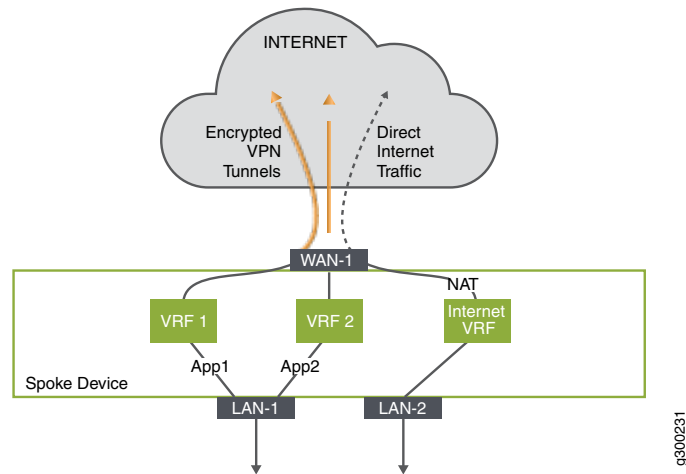 INTERNET
Encrypted
VPN
Tunnels
Direct
Internet
Traffic
WAN-1
NAT
VRF 1
VRF 2
Internet
VRF
App1
App2
Spoke Device
LAN-1
LAN-2
g300231